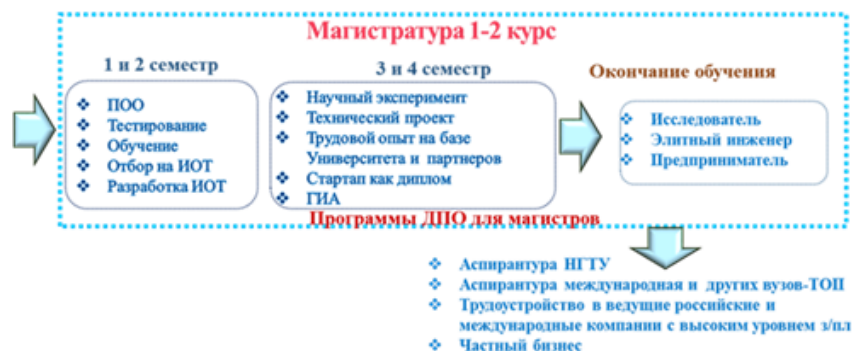 Магистратура 1-2 курс
1 и 2 семестр
ПОО
Тестирование
Обучение
Отбор на ИОТ
Разработка ИОТ
3 и 4 семестр
Научный эксперимент
Технический проект
Трудовой опыт на базе
Университета и партнеров
Стартап как диплом
ГИА
Окончание обучения
Исследователь
Элитный инженер
Предприниматель
Программы ДПО для магистров
Аспирантура НГТУ
Аспирантура международная и других вузов-ТОП
Трудоустройство в ведущие российские и
международные компании с высоким уровнем з/пл
Частный бизнес